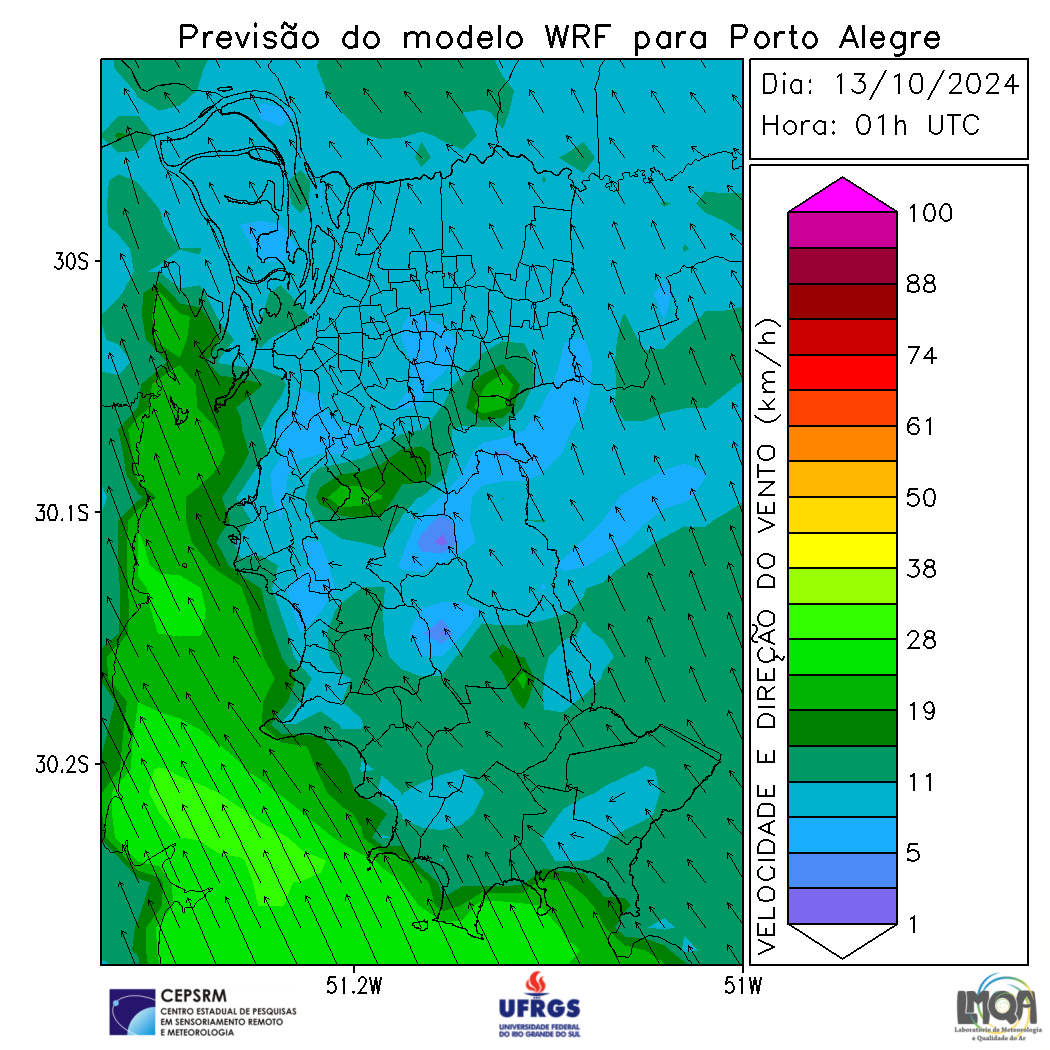 Previsão do modelo WRF para Porto Alegre
Dia: 13/10/2024
Hora: 01h UTC
30S
30.1S
30.2S
51.2W
51W
VELOCIDADE E DIREÇÃO DO VENTO (km/h)
100
88
74
61
50
38
28
19
11
5
1
CEPSRM
CENTRO ESTADUAL DE PESQUISAS
EM SENSORIAMENTO REMOTO
E METEOROLOGIA
UFRGS
UNIVERSIDADE FEDERAL
DO RIO GRANDE DO SUL
LMQA
Laboratório de Meteorologia
e Qualidade do Ar